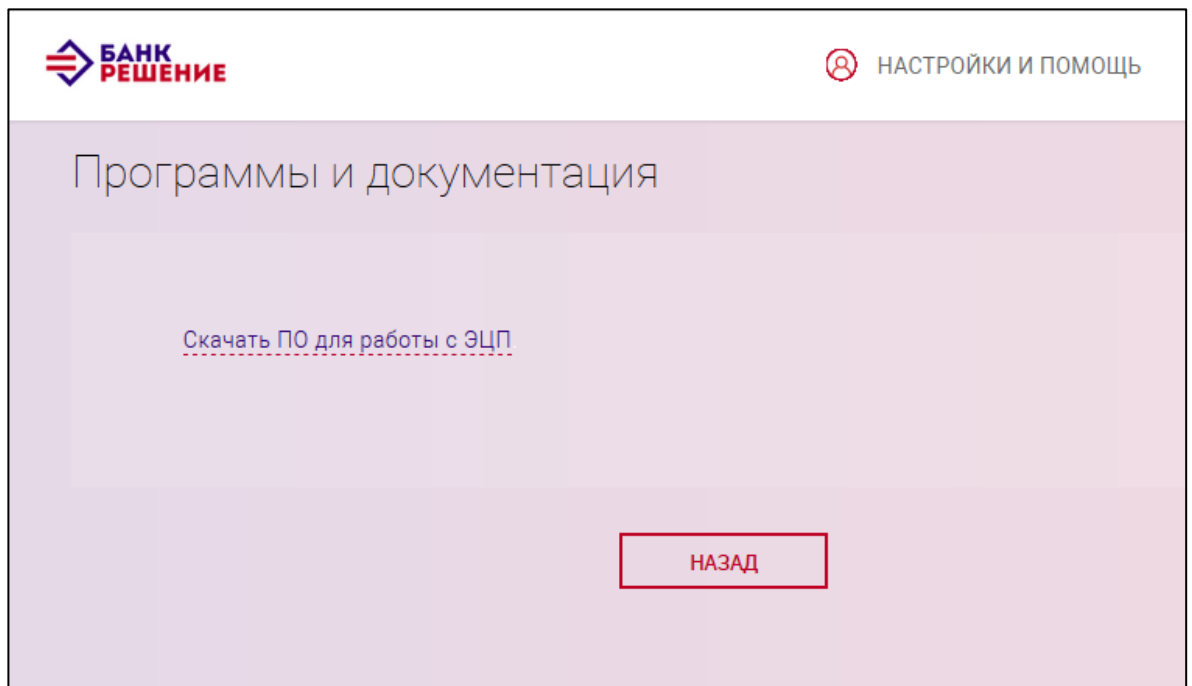 БАНК
РЕШЕНИЕ
НАСТРОЙКИ И ПОМОЩЬ
Программы и документация
Скачать ПО для работы с ЭЦП
НАЗАД